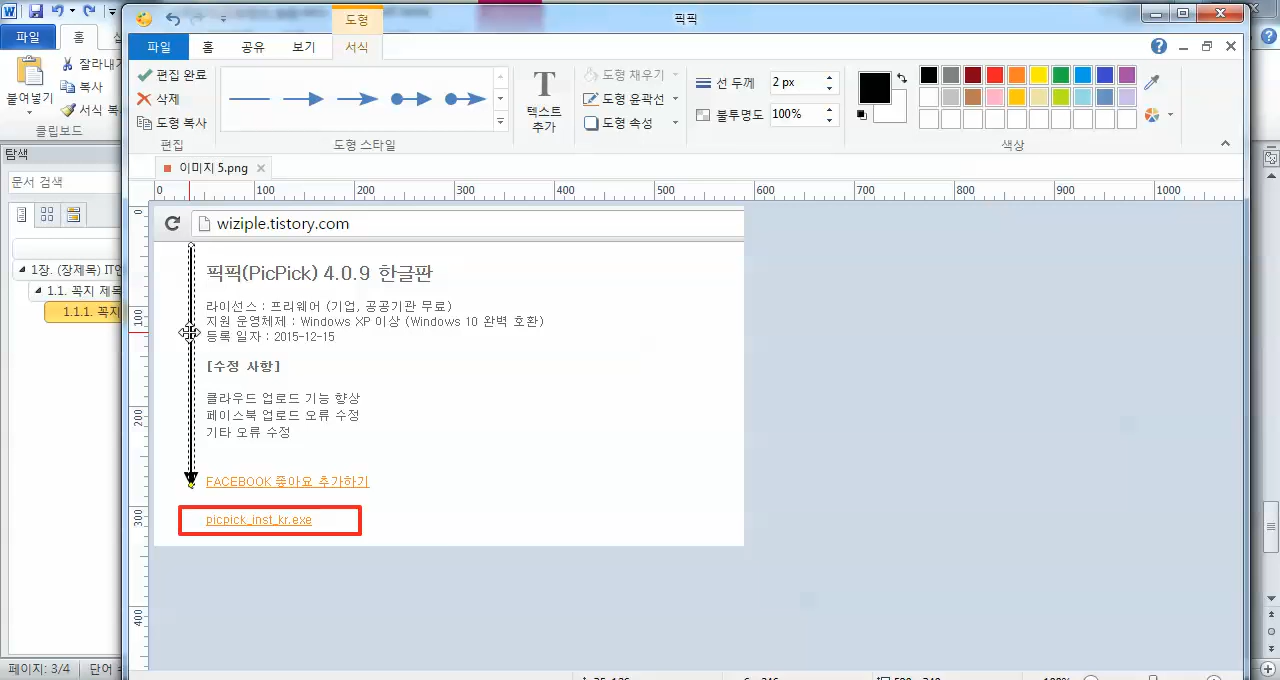 도형
픽픽
파일
홈
파일
홈
공유
보기
서식
붙여넣기
복사
클립보드
편집 완료
삭제
도형 복사
편집
도형 스타일
텍스트
추가
도형 채우기
도형 윤곽선
도형 속성
선 두께
2 px
불투명도
100%
색상
탐색
문서 검색
이미지 5.png
0 100 200 300 400 500 600 700 800 900 1000
0
100
200
300
400
wiziple.tistory.com
픽픽(PicPick) 4.0.9 한글판
라이선스 : 프리웨어 (기업, 공공기관 무료)
지원 운영체제 : Windows XP 이상 (Windows 10 완벽 호환)
등록 일자 : 2015-12-15
[수정 사항]
클라우드 업로드 기능 향상
페이스북 업로드 오류 수정
기타 오류 수정
FACEBOOK 좋아요 추가하기
picpick_inst_kr.exe
1장. (장제목) IT
1.1. 꼭지 제목
1.1.1. 꼭지
페이지: 3/4
단어